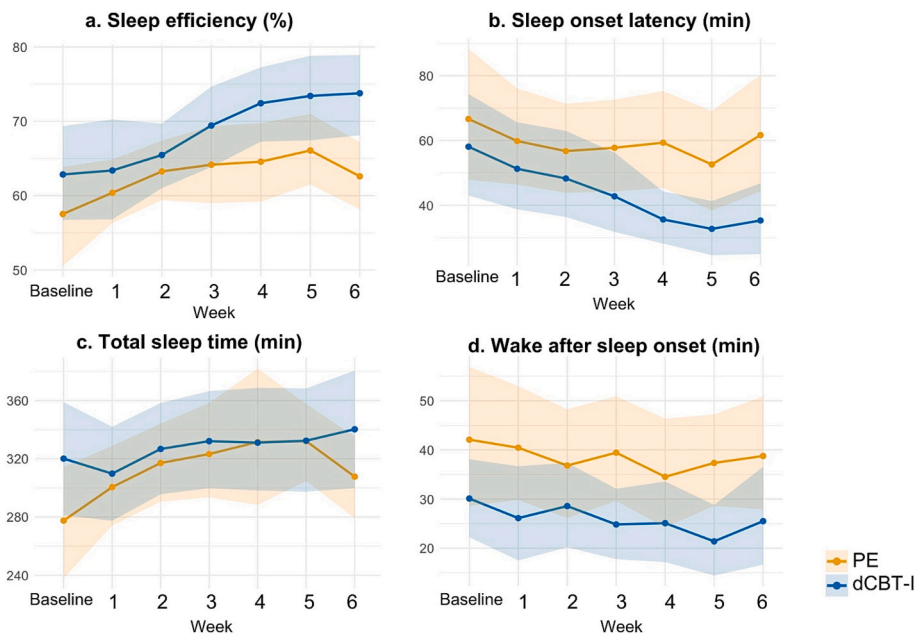 a. Sleep efficiency (%)
80
70
60
50
Baseline 1 2 3 4 5 6
Week
b. Sleep onset latency (min)
80
60
40
Baseline 1 2 3 4 5 6
Week
c. Total sleep time (min)
360
320
280
240
Baseline 1 2 3 4 5 6
Week
d. Wake after sleep onset (min)
50
40
30
20
Baseline 1 2 3 4 5 6
Week
PE
dCBT-I